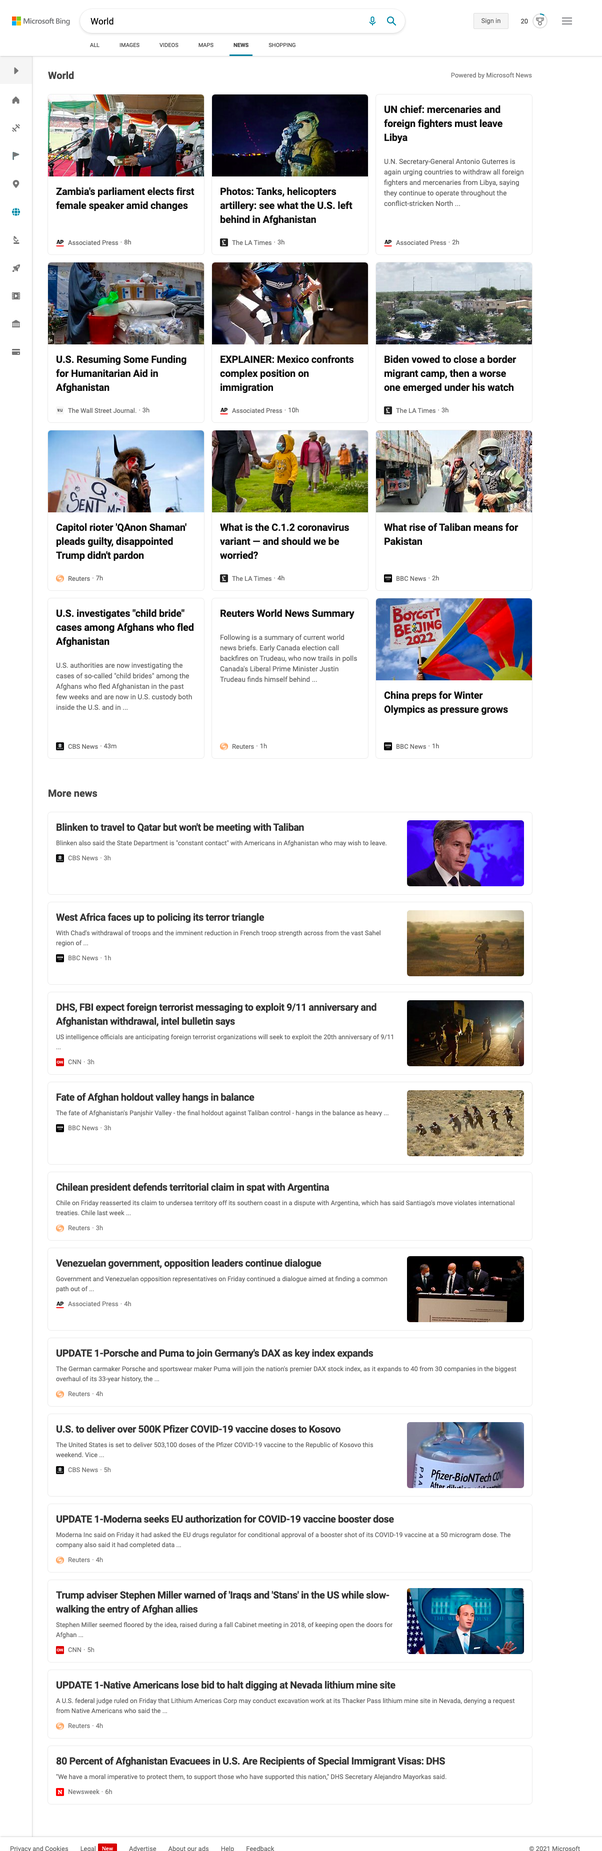 Microsoft Bing
World
Sign in
20
ALL IMAGES VIDEOS MAPS NEWS SHOPPING
World
Powered by Microsoft News
Zambia's parliament elects first
female speaker amid changes
AP Associated Press · 8h
Photos: Tanks, helicopters
artillery: see what the U.S. left
behind in Afghanistan
The LA Times · 3h
UN chief: mercenaries and
foreign fighters must leave
Libya
U.N. Secretary-General Antonio Guterres is
again urging countries to withdraw all foreign
fighters and mercenaries from Libya, saying
they continue to operate throughout the
conflict-stricken North ...
AP Associated Press · 2h
U.S. Resuming Some Funding
for Humanitarian Aid in
Afghanistan
The Wall Street Journal. · 3h
EXPLAINER: Mexico confronts
complex position on
immigration
AP Associated Press · 10h
Biden vowed to close a border
migrant camp, then a worse
one emerged under his watch
The LA Times · 3h
Q
SENT ME!
Capitol rioter 'QAnon Shaman'
pleads guilty, disappointed
Trump didn't pardon
Reuters · 7h
What is the C.1.2 coronavirus
variant — and should we be
worried?
The LA Times · 4h
What rise of Taliban means for
Pakistan
BBC News · 2h
U.S. investigates "child bride"
cases among Afghans who fled
Afghanistan
U.S. authorities are now investigating the
cases of so-called "child brides" among the
Afghans who fled Afghanistan in the past
few weeks and are now in U.S. custody both
inside the U.S. and in ...
CBS News · 43m
Reuters World News Summary
Following is a summary of current world
news briefs. Early Canada election call
backfires on Trudeau, who now trails in polls
Canada's Liberal Prime Minister Justin
Trudeau finds himself behind ...
Reuters · 1h
BOYCOTT
BEIJING
2022
China preps for Winter
Olympics as pressure grows
BBC News · 1h
More news
Blinken to travel to Qatar but won't be meeting with Taliban
Blinken also said the State Department is "constant contact" with Americans in Afghanistan who may wish to leave.
CBS News · 3h
West Africa faces up to policing its terror triangle
With Chad's withdrawal of troops and the imminent reduction in French troop strength across from the vast Sahel
region of ...
BBC News · 1h
DHS, FBI expect foreign terrorist messaging to exploit 9/11 anniversary and
Afghanistan withdrawal, intel bulletin says
US intelligence officials are anticipating foreign terrorist organizations will seek to exploit the 20th anniversary of 9/11
...
CNN · 3h
Fate of Afghan holdout valley hangs in balance
The fate of Afghanistan's Panjshir Valley - the final holdout against Taliban control - hangs in the balance as heavy ...
BBC News · 3h
Chilean president defends territorial claim in spat with Argentina
Chile on Friday reasserted its claim to undersea territory off its southern coast in a dispute with Argentina, which has said Santiago's move violates international
treaties. Chile last week ...
Reuters · 3h
Venezuelan government, opposition leaders continue dialogue
Government and Venezuelan opposition representatives on Friday continued a dialogue aimed at finding a common
path out of ...
AP Associated Press · 4h
UPDATE 1-Porsche and Puma to join Germany's DAX as key index expands
The German carmaker Porsche and sportswear maker Puma will join the nation's premier DAX stock index, as it expands to 40 from 30 companies in the biggest
overhaul of its 33-year history, the ...
Reuters · 4h
U.S. to deliver over 500K Pfizer COVID-19 vaccine doses to Kosovo
The United States is set to deliver 503,100 doses of the Pfizer COVID-19 vaccine to the Republic of Kosovo this
weekend. Vice ...
CBS News · 5h
Pfizer-BioNTech COV
After dilution
UPDATE 1-Moderna seeks EU authorization for COVID-19 vaccine booster dose
Moderna Inc said on Friday it had asked the EU drugs regulator for conditional approval of a booster shot of its COVID-19 vaccine at a 50 microgram dose. The
company also said it had completed data ...
Reuters · 4h
Trump adviser Stephen Miller warned of 'Iraqs and 'Stans' in the US while slow-
walking the entry of Afghan allies
Stephen Miller seemed floored by the idea, raised during a fall Cabinet meeting in 2018, of keeping open the doors for
Afghan ...
CNN · 5h
UPDATE 1-Native Americans lose bid to halt digging at Nevada lithium mine site
A U.S. federal judge ruled on Friday that Lithium Americas Corp may conduct excavation work at its Thacker Pass lithium mine site in Nevada, denying a request
from Native Americans who said the ...
Reuters · 4h
80 Percent of Afghanistan Evacuees in U.S. Are Recipients of Special Immigrant Visas: DHS
"We have a moral imperative to protect them, to support those who have supported this nation," DHS Secretary Alejandro Mayorkas said.
N Newsweek · 6h
Privacy and Cookies Legal New Advertise About our ads Help Feedback
© 2021 Microsoft